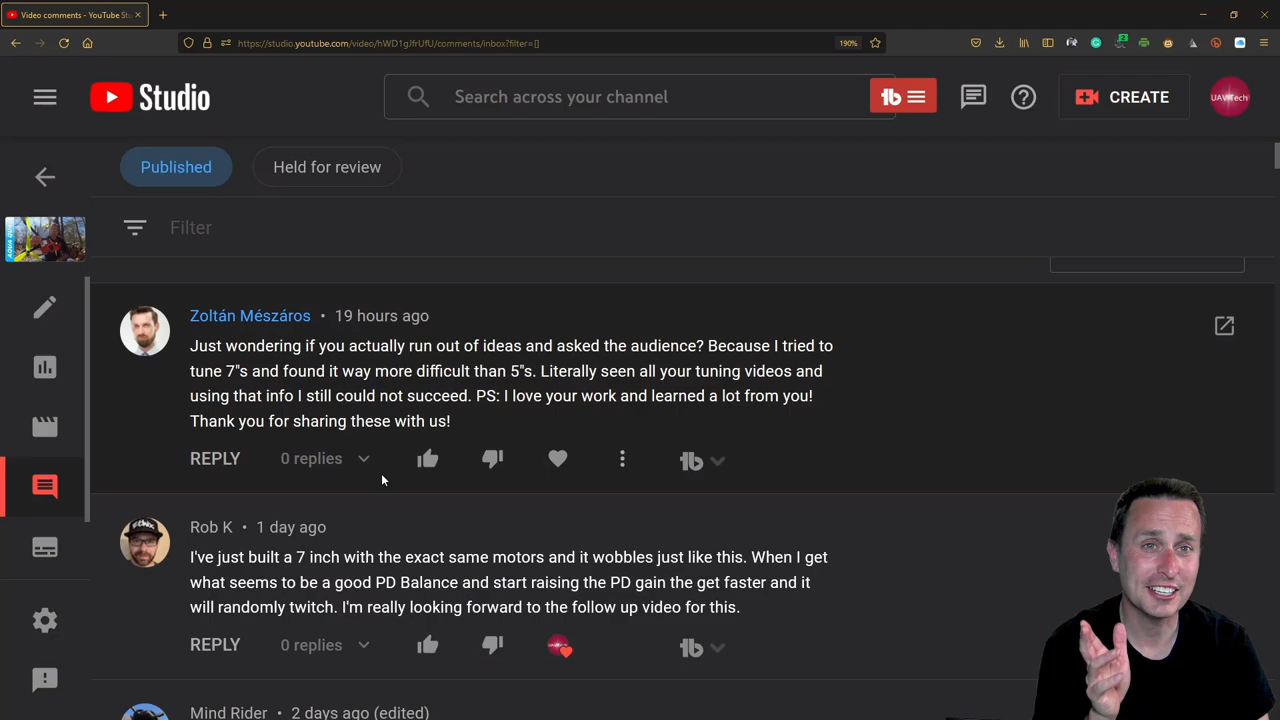 Video comments - YouTube Stu
https://studio.youtube.com/video/hWD1gJfrUfU/comments/inbox?filter=[]
190%
2
Studio
Search across your channel
CREATE
UAV Tech
Published
Held for review
Filter
Zoltán Mészáros • 19 hours ago
Just wondering if you actually run out of ideas and asked the audience? Because I tried to
tune 7"s and found it way more difficult than 5"s. Literally seen all your tuning videos and
using that info I still could not succeed. PS: I love your work and learned a lot from you!
Thank you for sharing these with us!
REPLY 0 replies
Rob K • 1 day ago
I've just built a 7 inch with the exact same motors and it wobbles just like this. When I get
what seems to be a good PD Balance and start raising the PD gain the get faster and it
will randomly twitch. I'm really looking forward to the follow up video for this.
REPLY 0 replies
Mind Rider • 2 days ago (edited)